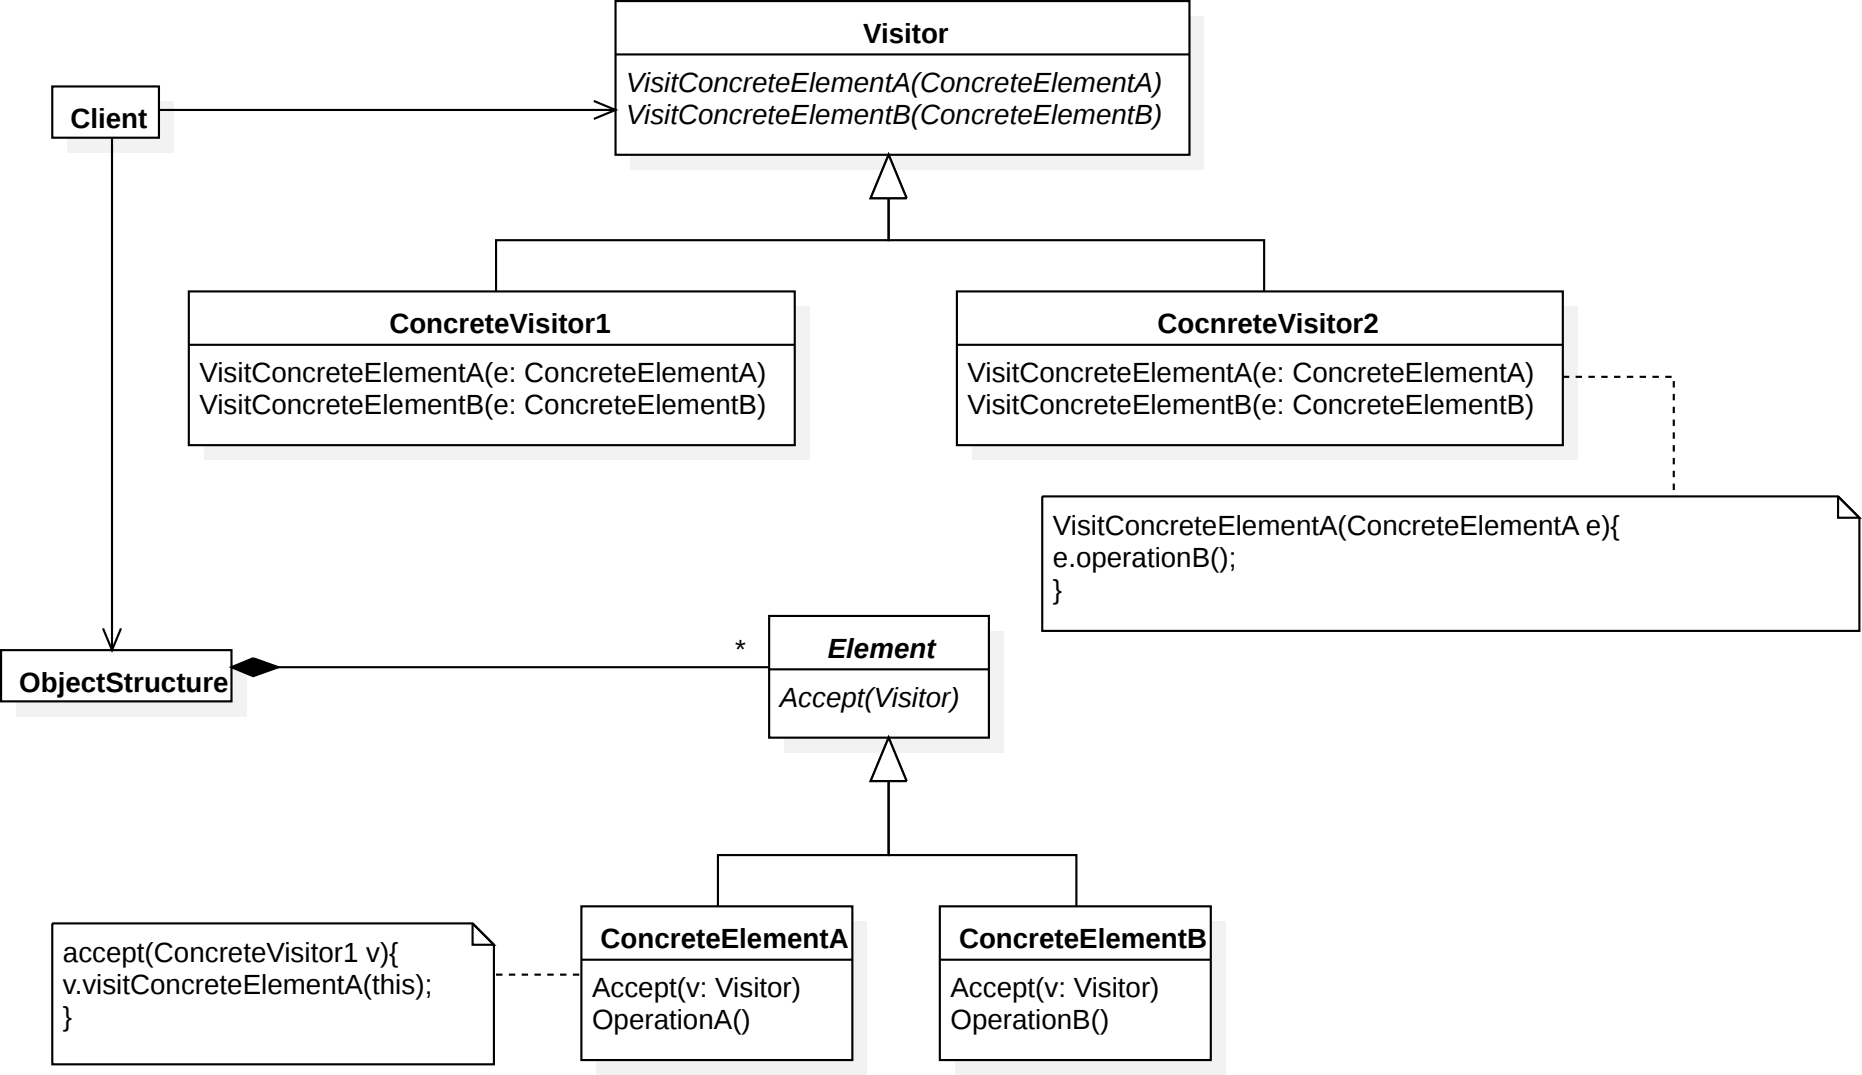 Visitor
VisitConcreteElementA(ConcreteElementA)
VisitConcreteElementB(ConcreteElementB)
Client
ConcreteVisitor1
VisitConcreteElementA(e: ConcreteElementA)
VisitConcreteElementB(e: ConcreteElementB)
CocnreteVisitor2
VisitConcreteElementA(e: ConcreteElementA)
VisitConcreteElementB(e: ConcreteElementB)
VisitConcreteElementA(ConcreteElementA e){
e.operationB();
}
ObjectStructure
*
Element
Accept(Visitor)
accept(ConcreteVisitor1 v){
v.visitConcreteElementA(this);
}
ConcreteElementA
Accept(v: Visitor)
OperationA()
ConcreteElementB
Accept(v: Visitor)
OperationB()